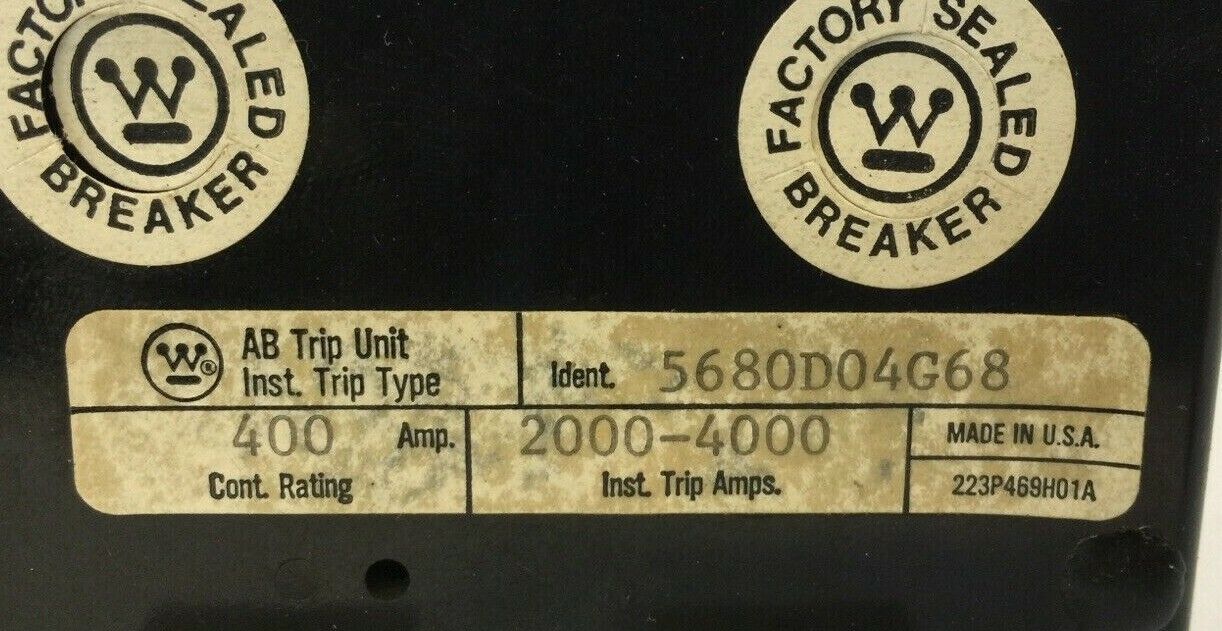 FACTORY SEALED
BREAKER
W
FACTORY SEALED
BREAKER
W
W®
AB Trip Unit
Inst. Trip Type
Ident. 5680D04G68
400 Amp.
Cont. Rating
2000-4000
Inst. Trip Amps.
MADE IN U.S.A.
223P469H01A